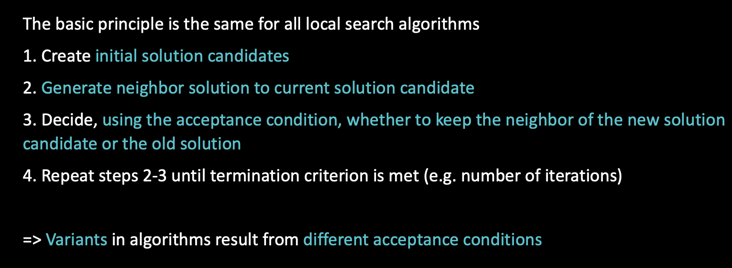 The basic principle is the same for all local search algorithms
1. Create initial solution candidates
2. Generate neighbor solution to current solution candidate
3. Decide, using the acceptance condition, whether to keep the neighbor of the new solution
candidate or the old solution
4. Repeat steps 2-3 until termination criterion is met (e.g. number of iterations)
=> Variants in algorithms result from different acceptance conditions